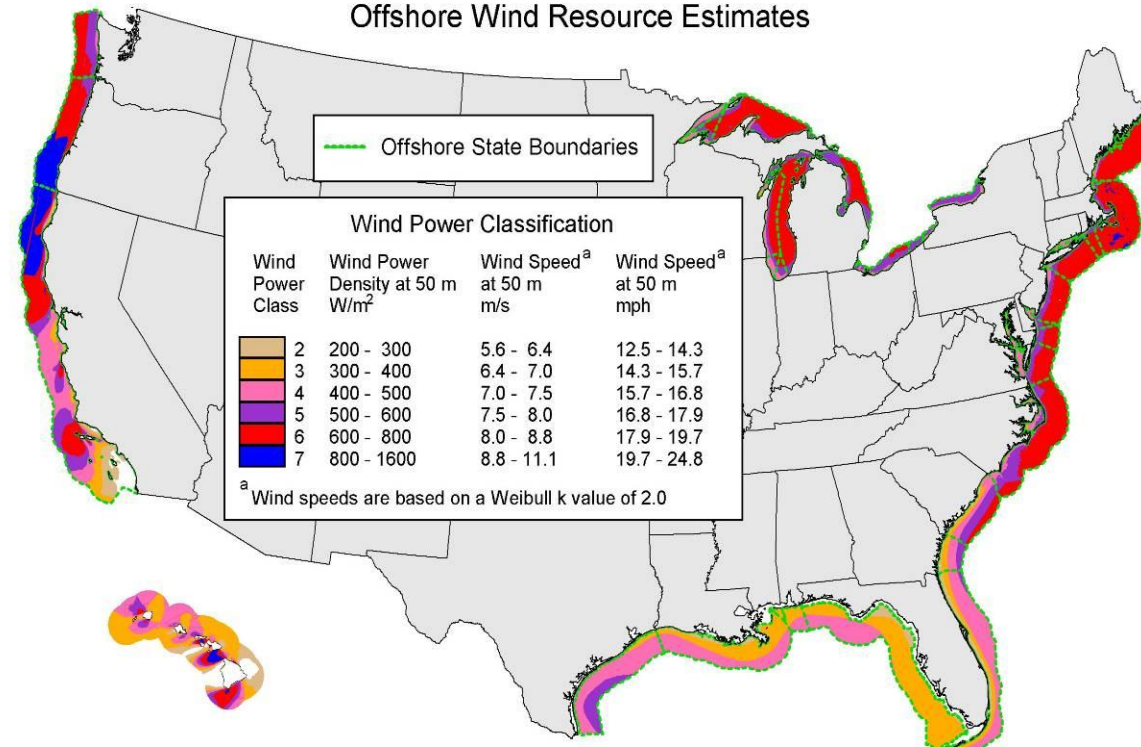 Offshore Wind Resource Estimates
Offshore State Boundaries
Wind Power Classification
Wind Power Class
Wind Power Density at 50 m W/m²
Wind Speed a at 50 m m/s
Wind Speed a at 50 m mph
2 200 - 300 5.6 - 6.4 12.5 - 14.3
3 300 - 400 6.4 - 7.0 14.3 - 15.7
4 400 - 500 7.0 - 7.5 15.7 - 16.8
5 500 - 600 7.5 - 8.0 16.8 - 17.9
6 600 - 800 8.0 - 8.8 17.9 - 19.7
7 800 - 1600 8.8 - 11.1 19.7 - 24.8
a Wind speeds are based on a Weibull k value of 2.0